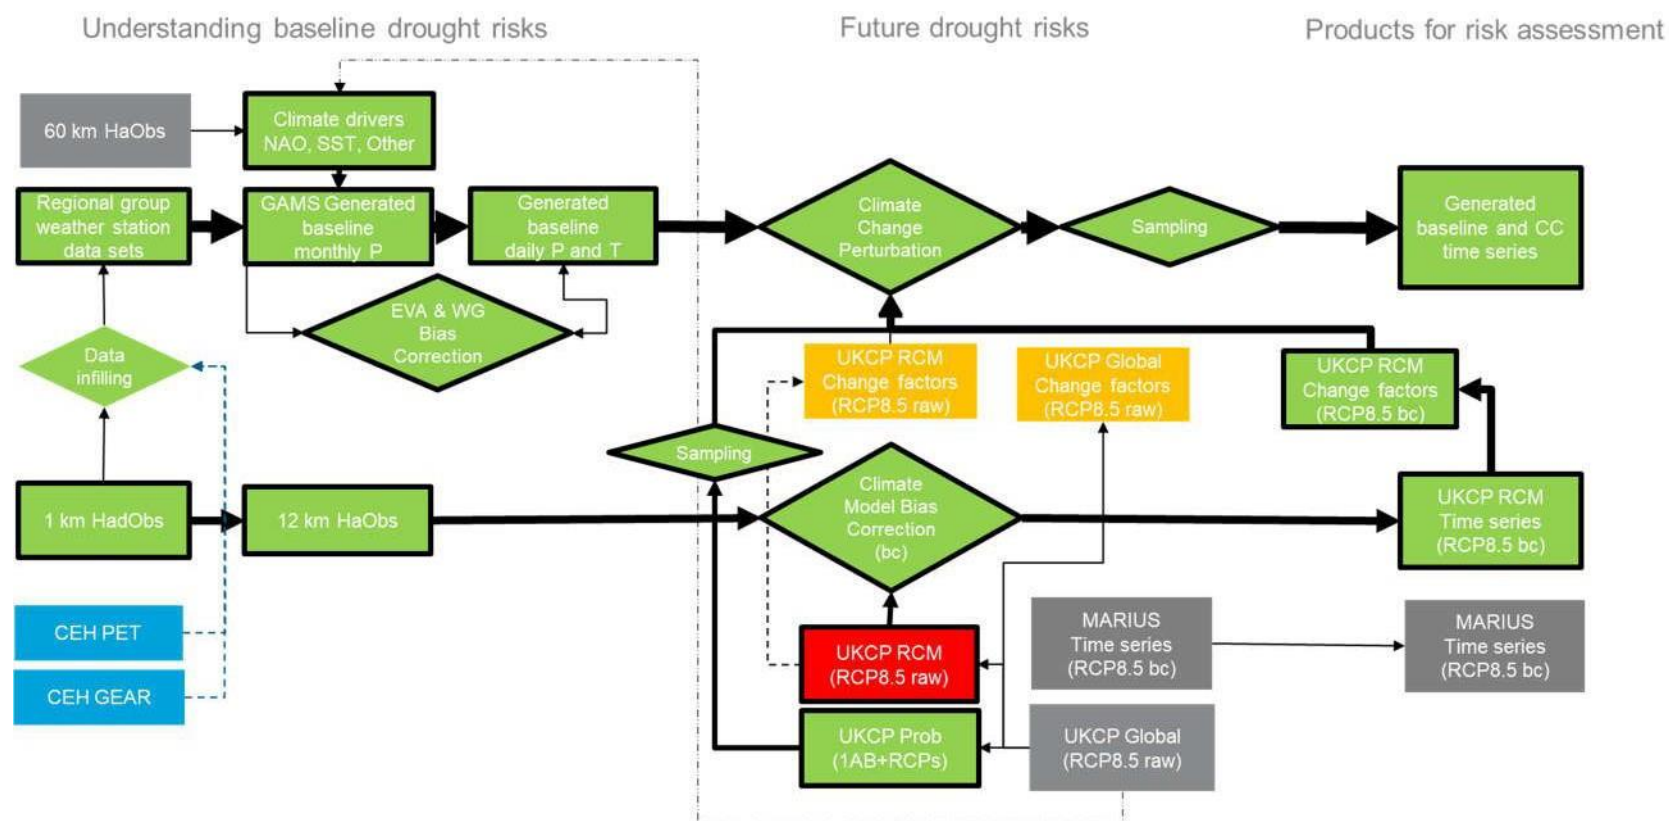 Understanding baseline drought risks
Future drought risks
Products for risk assessment
60 km HaObs
Climate drivers
NAO, SST, Other
Regional group
weather station
data sets
GAMS Generated
baseline
monthly P
Generated
baseline
daily P and T
Climate
Change
Perturbation
Sampling
Generated
baseline and CC
time series
EVA & WG
Bias
Correction
Data
infilling
UKCP RCM
Change factors
(RCP8.5 raw)
UKCP Global
Change factors
(RCP8.5 raw)
UKCP RCM
Change factors
(RCP8.5 bc)
Sampling
1 km HadObs
12 km HaObs
Climate
Model Bias
Correction
(bc)
UKCP RCM
Time series
(RCP8.5 bc)
CEH PET
CEH GEAR
UKCP RCM
(RCP8.5 raw)
MARIUS
Time series
(RCP8.5 bc)
MARIUS
Time series
(RCP8.5 bc)
UKCP Prob
(1AB+RCPs)
UKCP Global
(RCP8.5 raw)